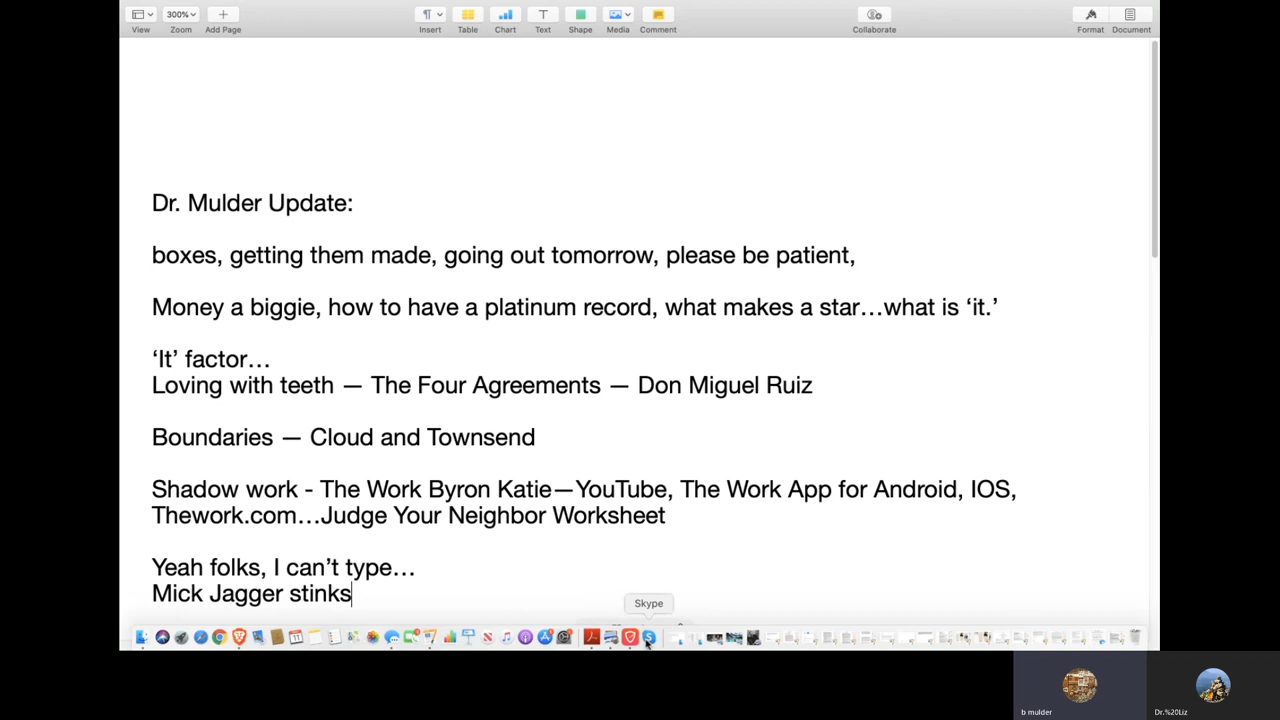 View
300%
Zoom
Add Page
Insert
Table
Chart
Text
Shape
Media
Comment
Collaborate
Format
Document
Dr. Mulder Update:
boxes, getting them made, going out tomorrow, please be patient,
Money a biggie, how to have a platinum record, what makes a star…what is ‘it.’
‘It’ factor…
Loving with teeth — The Four Agreements — Don Miguel Ruiz
Boundaries — Cloud and Townsend
Shadow work - The Work Byron Katie—YouTube, The Work App for Android, IOS,
Thework.com…Judge Your Neighbor Worksheet
Yeah folks, I can’t type…
Mick Jagger stinks
Skype
b mulder
Dr.%20Liz